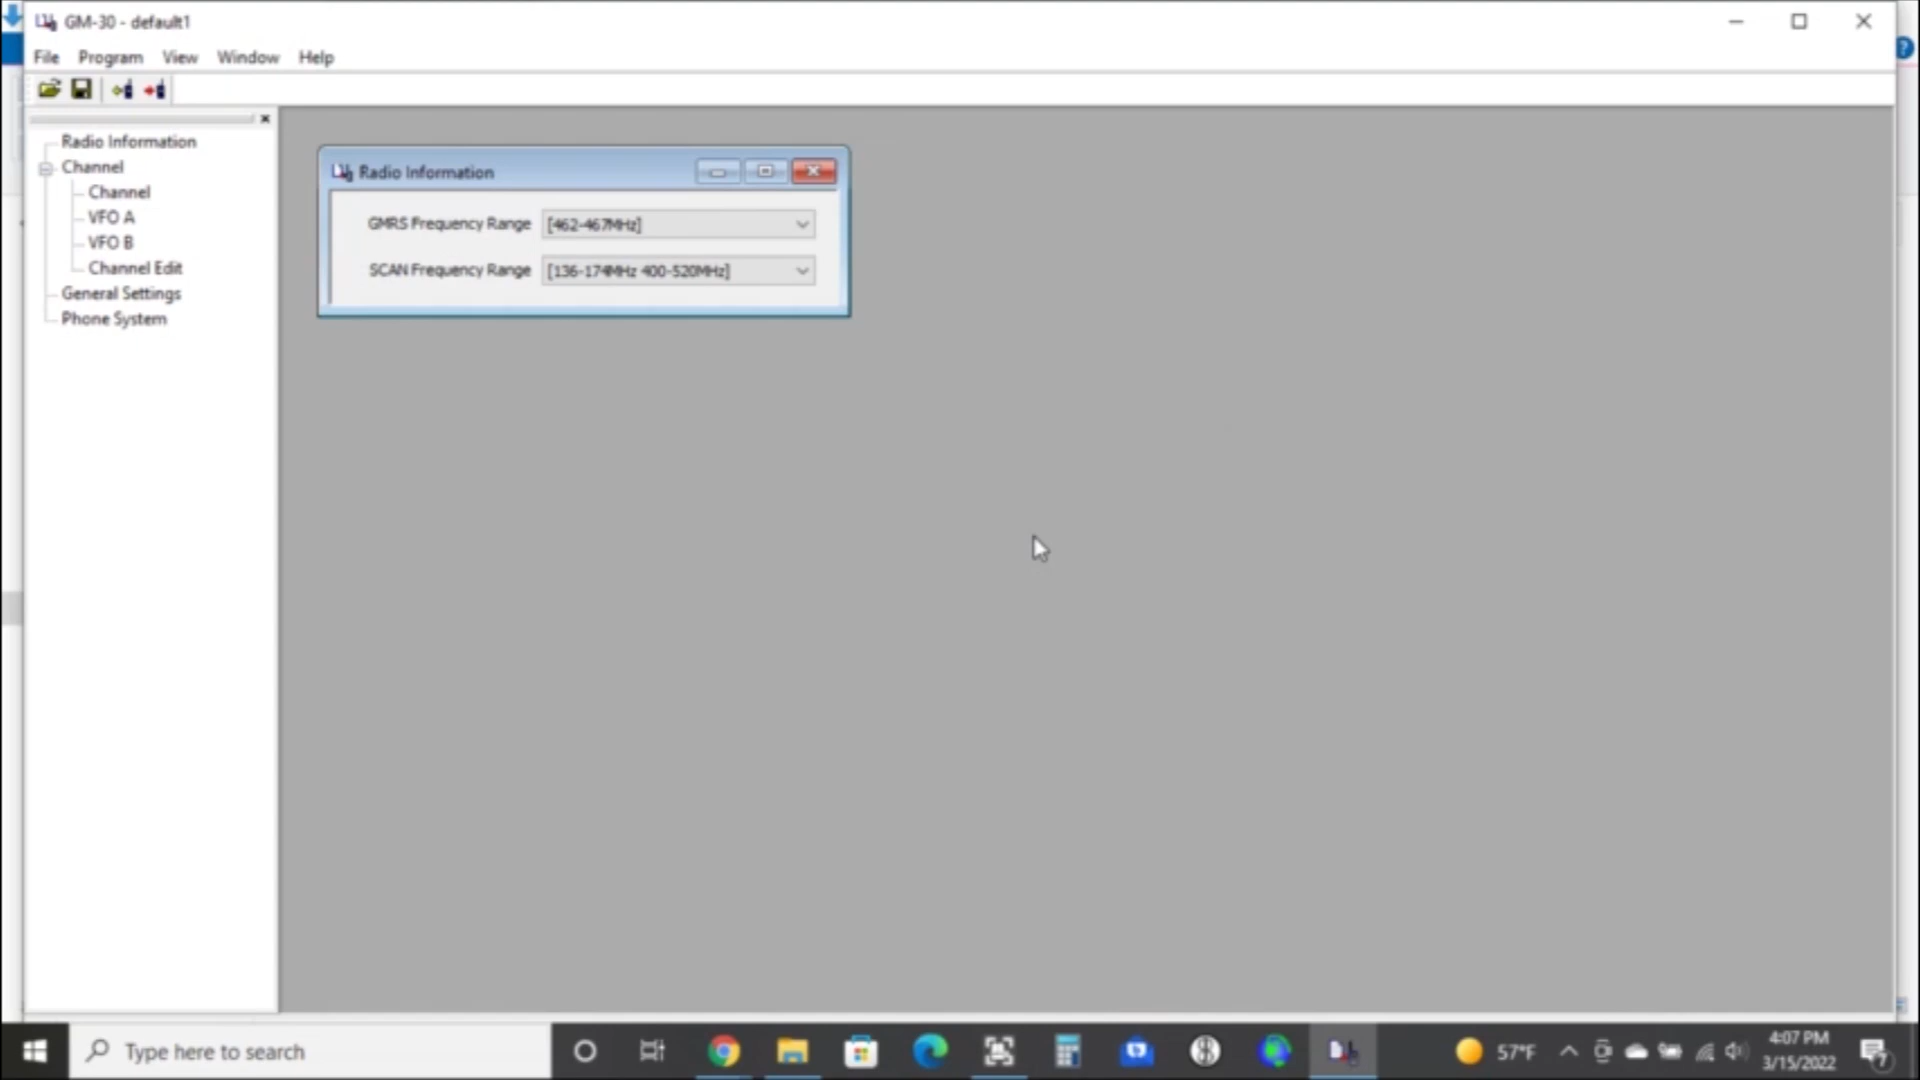 GM-30 - default1
File Program View Window Help
Radio Information
Channel
Channel
VFO A
VFO B
Channel Edit
General Settings
Phone System
Radio Information
GMRS Frequency Range [462-467MHz]
SCAN Frequency Range [136-174MHz 400-520MHz]
Type here to search
57°F
4:07 PM
3/15/2022
7